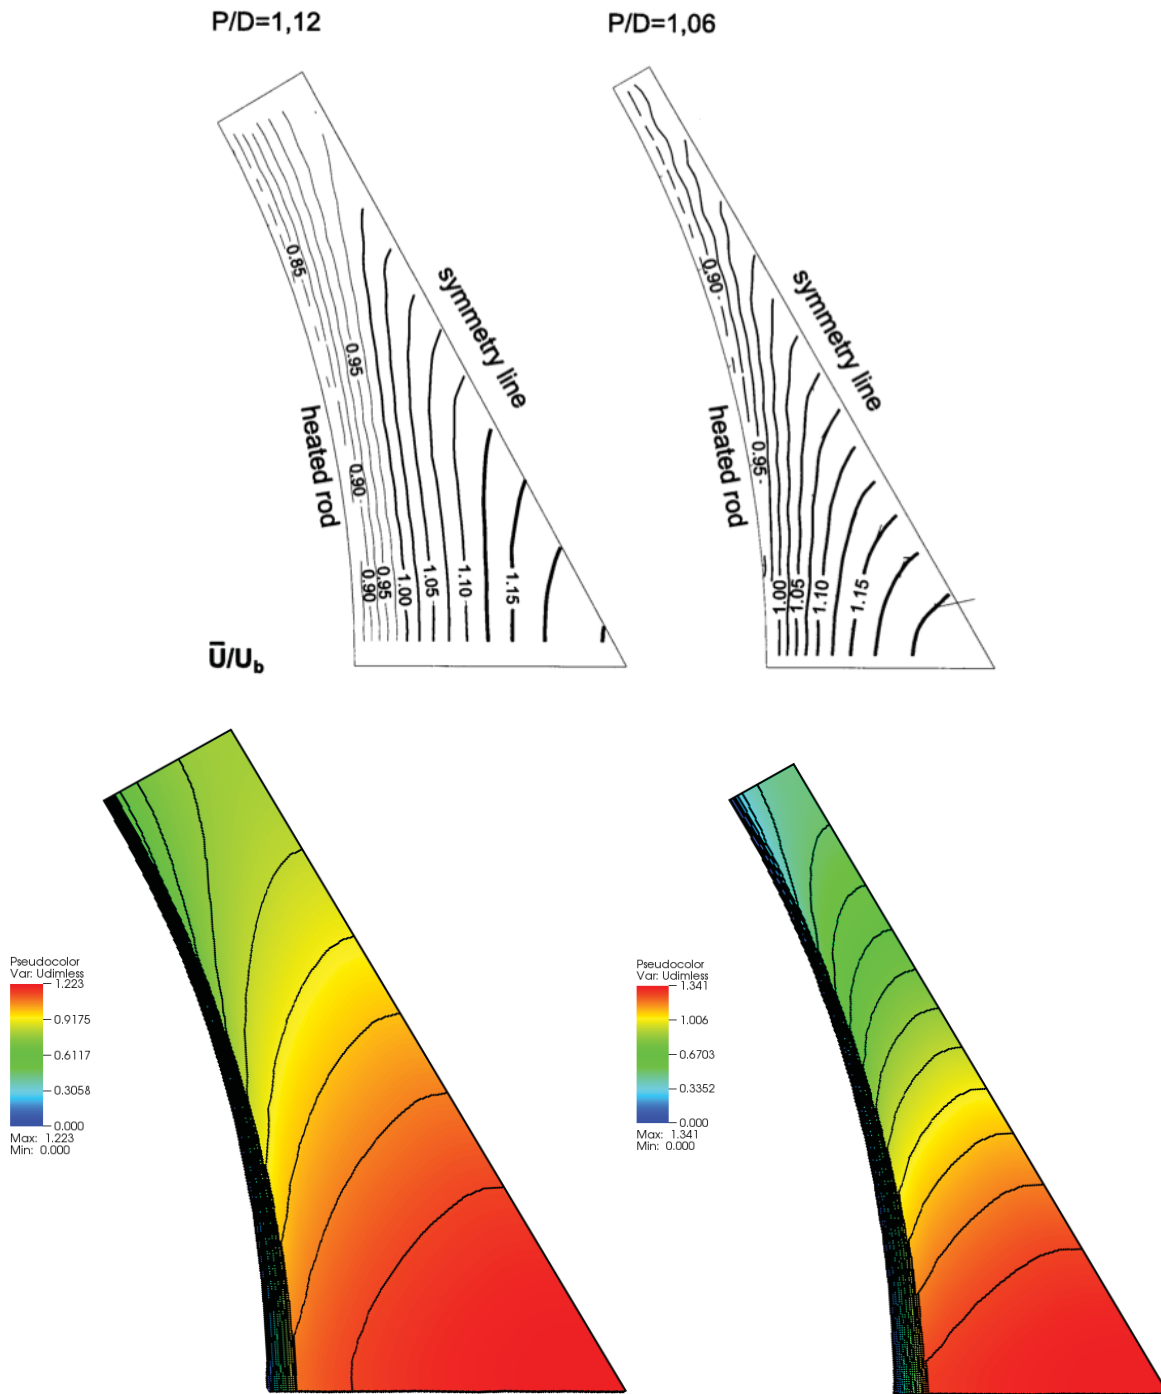 P/D=1,12
P/D=1,06
0.85
0.95
0.90
symmetry line
heated rod
0.90
0.95
1.00
1.05
1.10
1.15
0.90
0.95
symmetry line
heated rod
1.00
1.05
1.10
1.15
U̅/Ub
Pseudocolor
Var: Udimless
1.223
0.9175
0.6117
0.3058
0.000
Max: 1.223
Min: 0.000
Pseudocolor
Var: Udimless
1.341
1.006
0.6703
0.3352
0.000
Max: 1.341
Min: 0.000